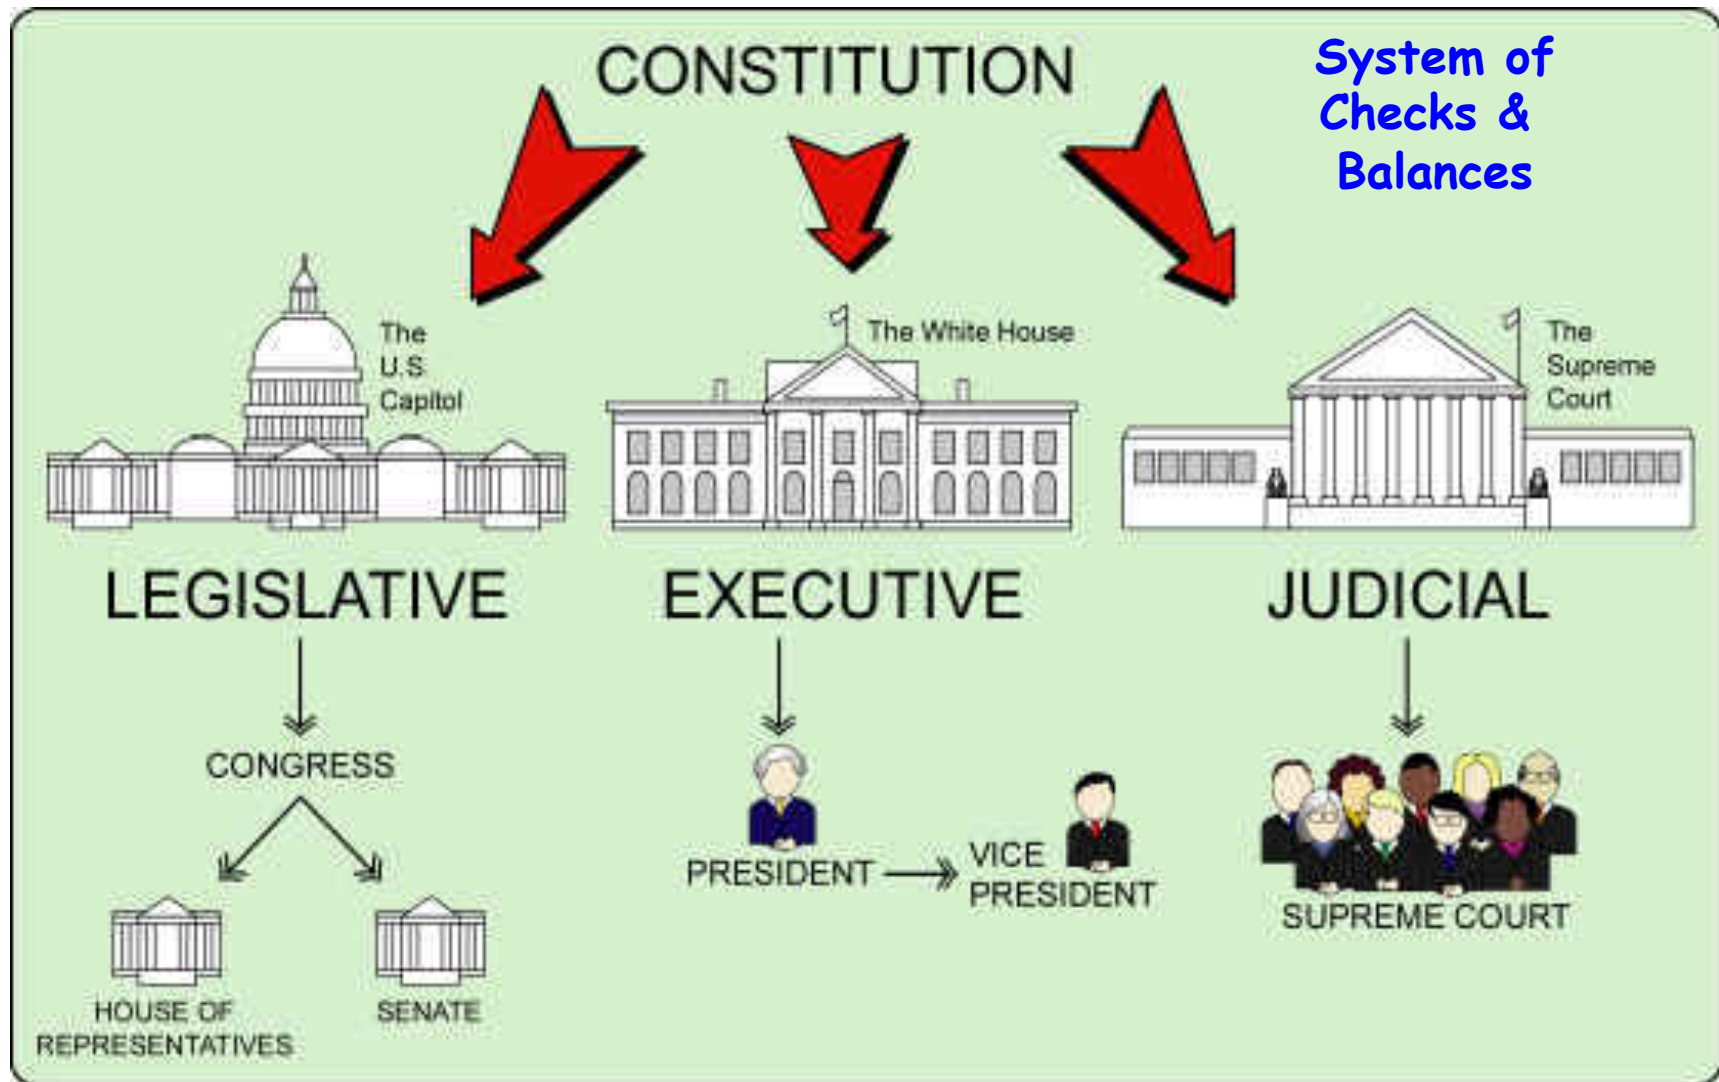 CONSTITUTION
System of
Checks &
Balances
The
U.S.
Capitol
The White House
The
Supreme
Court
LEGISLATIVE
EXECUTIVE
JUDICIAL
CONGRESS
HOUSE OF
REPRESENTATIVES
SENATE
PRESIDENT
VICE
PRESIDENT
SUPREME COURT